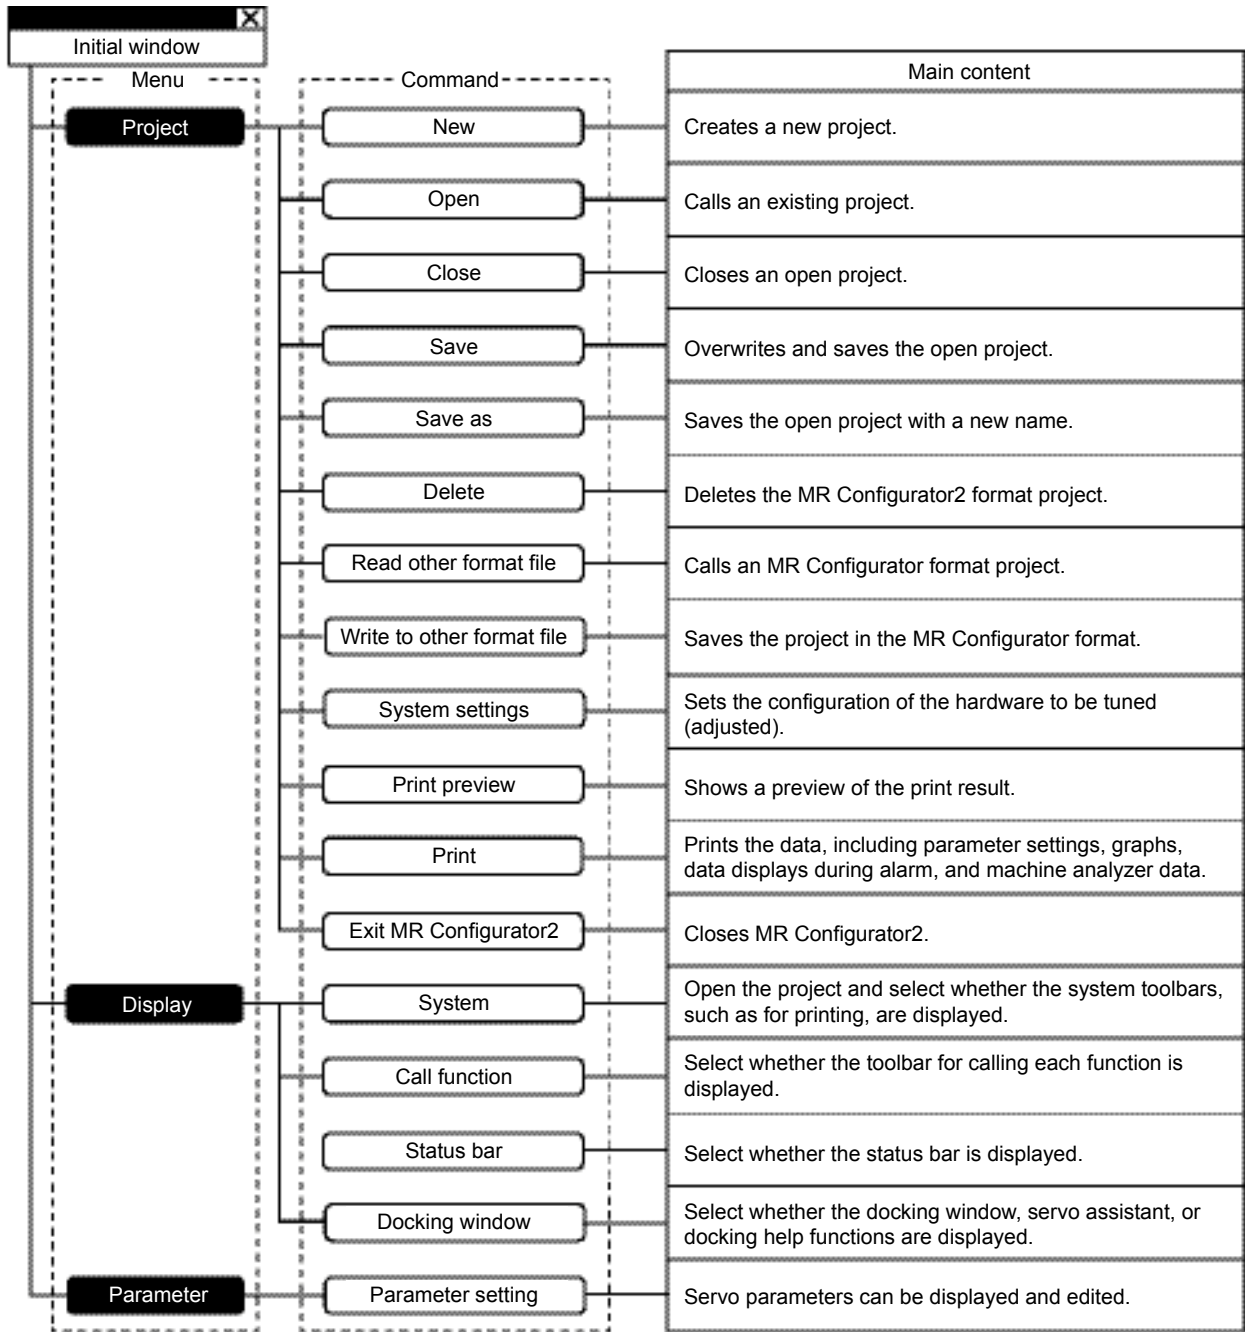 Initial window
Menu
Command
Main content
Project
New
Creates a new project.
Open
Calls an existing project.
Close
Closes an open project.
Save
Overwrites and saves the open project.
Save as
Saves the open project with a new name.
Delete
Deletes the MR Configurator2 format project.
Read other format file
Calls an MR Configurator format project.
Write to other format file
Saves the project in the MR Configurator format.
System settings
Sets the configuration of the hardware to be tuned
(adjusted).
Print preview
Shows a preview of the print result.
Print
Prints the data, including parameter settings, graphs,
data displays during alarm, and machine analyzer data.
Exit MR Configurator2
Closes MR Configurator2.
Display
System
Open the project and select whether the system toolbars,
such as for printing, are displayed.
Call function
Select whether the toolbar for calling each function is
displayed.
Status bar
Select whether the status bar is displayed.
Docking window
Select whether the docking window, servo assistant, or
docking help functions are displayed.
Parameter
Parameter setting
Servo parameters can be displayed and edited.